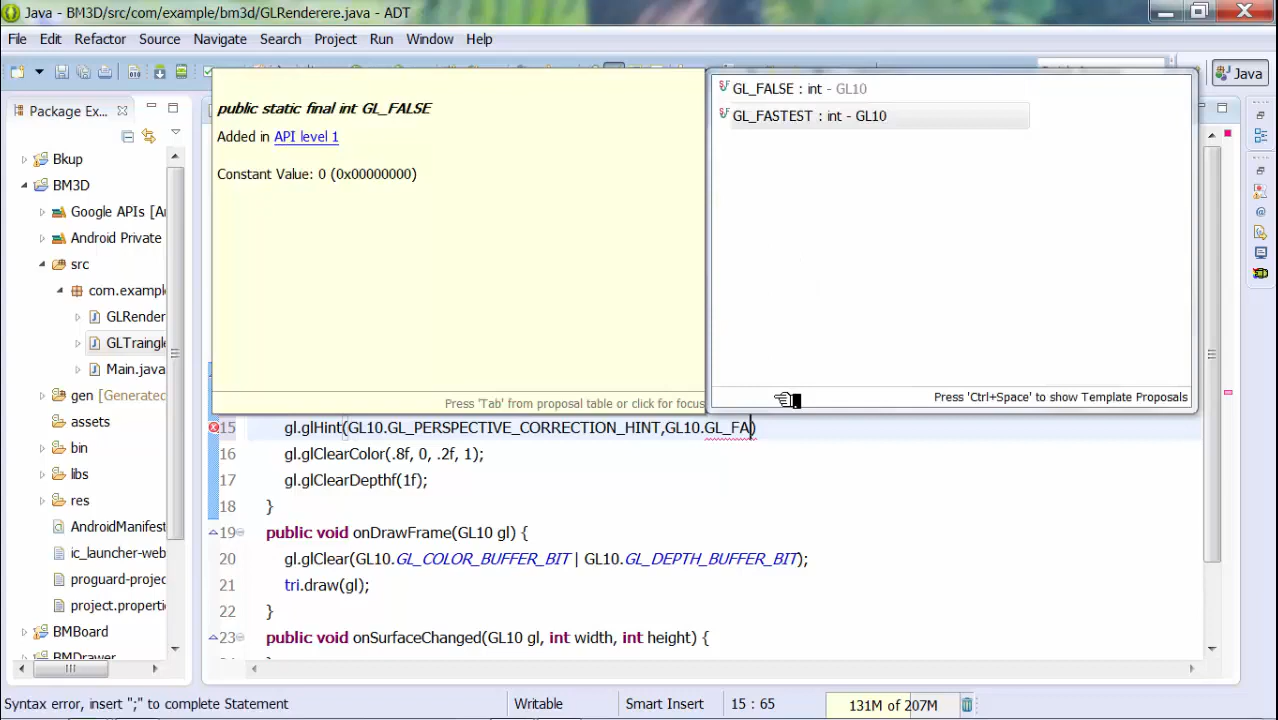 Java - BM3D/src/com/example/bm3d/GLRenderere.java - ADT
File Edit Refactor Source Navigate Search Project Run Window Help
Java
Package Ex...
Bkup
BM3D
Google APIs [A
Android Private
src
com.example
GLRender
GLTraingle
Main.java
gen [Generated
assets
bin
libs
res
AndroidManifest
ic_launcher-web
proguard-projec
project.properti
BMBoard
BMDrawer
public static final int GL_FALSE
Added in API level 1
Constant Value: 0 (0x00000000)
Press 'Tab' from proposal table or click for focus
GL_FALSE : int - GL10
GL_FASTEST : int - GL10
Press 'Ctrl+Space' to show Template Proposals
15 gl.glHint(GL10.GL_PERSPECTIVE_CORRECTION_HINT,GL10.GL_FA)
16 gl.glClearColor(.8f, 0, .2f, 1);
17 gl.glClearDepthf(1f);
18 }
19 public void onDrawFrame(GL10 gl) {
20 gl.glClear(GL10.GL_COLOR_BUFFER_BIT | GL10.GL_DEPTH_BUFFER_BIT);
21 tri.draw(gl);
22 }
23 public void onSurfaceChanged(GL10 gl, int width, int height) {
Syntax error, insert ";" to complete Statement
Writable
Smart Insert
15 : 65
131M of 207M